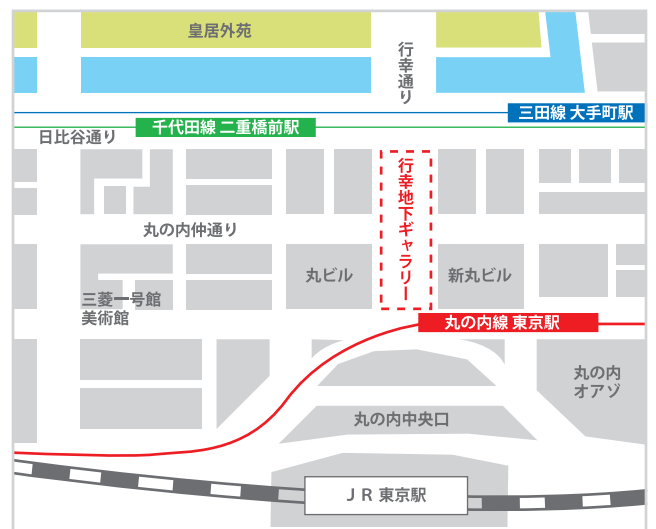 皇居外苑
行幸通り
三田線 大手町駅
千代田線 二重橋前駅
日比谷通り
行幸地下ギャラリー
丸の内仲通り
丸ビル
新丸ビル
三菱一号館
美術館
丸の内線 東京駅
丸の内
オアゾ
丸の内中央口
ＪＲ 東京駅